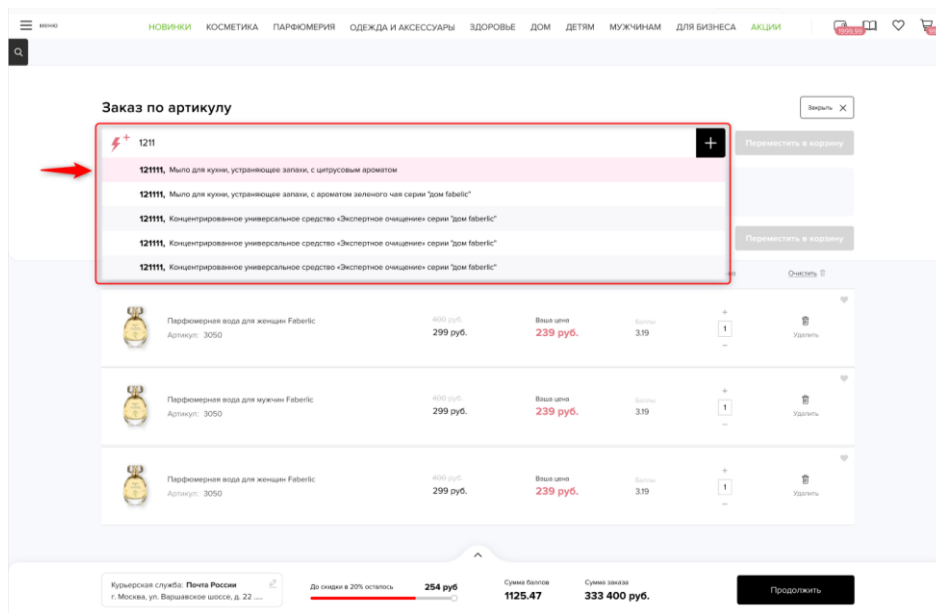 МЕНЮ
НОВИНКИ КОСМЕТИКА ПАРФЮМЕРИЯ ОДЕЖДА И АКСЕССУАРЫ ЗДОРОВЬЕ ДОМ ДЕТЯМ МУЖЧИНАМ ДЛЯ БИЗНЕСА АКЦИИ
1999,99
Заказ по артикулу
Закрыть
1211
Переместить в корзину
121111, Мыло для кухни, устраняющее запахи, с цитрусовым ароматом
121111, Мыло для кухни, устраняющее запахи, с ароматом зеленого чая серии "дом fabelic"
121111, Концентрированное универсальное средство «Экспертное очищение» серии "дом faberlic"
121111, Концентрированное универсальное средство «Экспертное очищение» серии "дом faberlic"
Переместить в корзину
121111, Концентрированное универсальное средство «Экспертное очищение» серии "дом faberlic"
Очистить
Парфюмерная вода для женщин Faberlic
Артикул: 3050
400 руб.
299 руб.
Ваша цена
239 руб.
Баллы
3.19
1
Удалить
Парфюмерная вода для мужчин Faberlic
Артикул: 3050
400 руб.
299 руб.
Ваша цена
239 руб.
Баллы
3.19
1
Удалить
Парфюмерная вода для женщин Faberlic
Артикул: 3050
400 руб.
299 руб.
Ваша цена
239 руб.
Баллы
3.19
1
Удалить
Курьерская служба: Почта России
г. Москва, ул. Варшавское шоссе, д. 22 .....
До скидки в 20% осталось
254 руб
Сумма баллов
1125.47
Сумма заказа
333 400 руб.
Продолжить